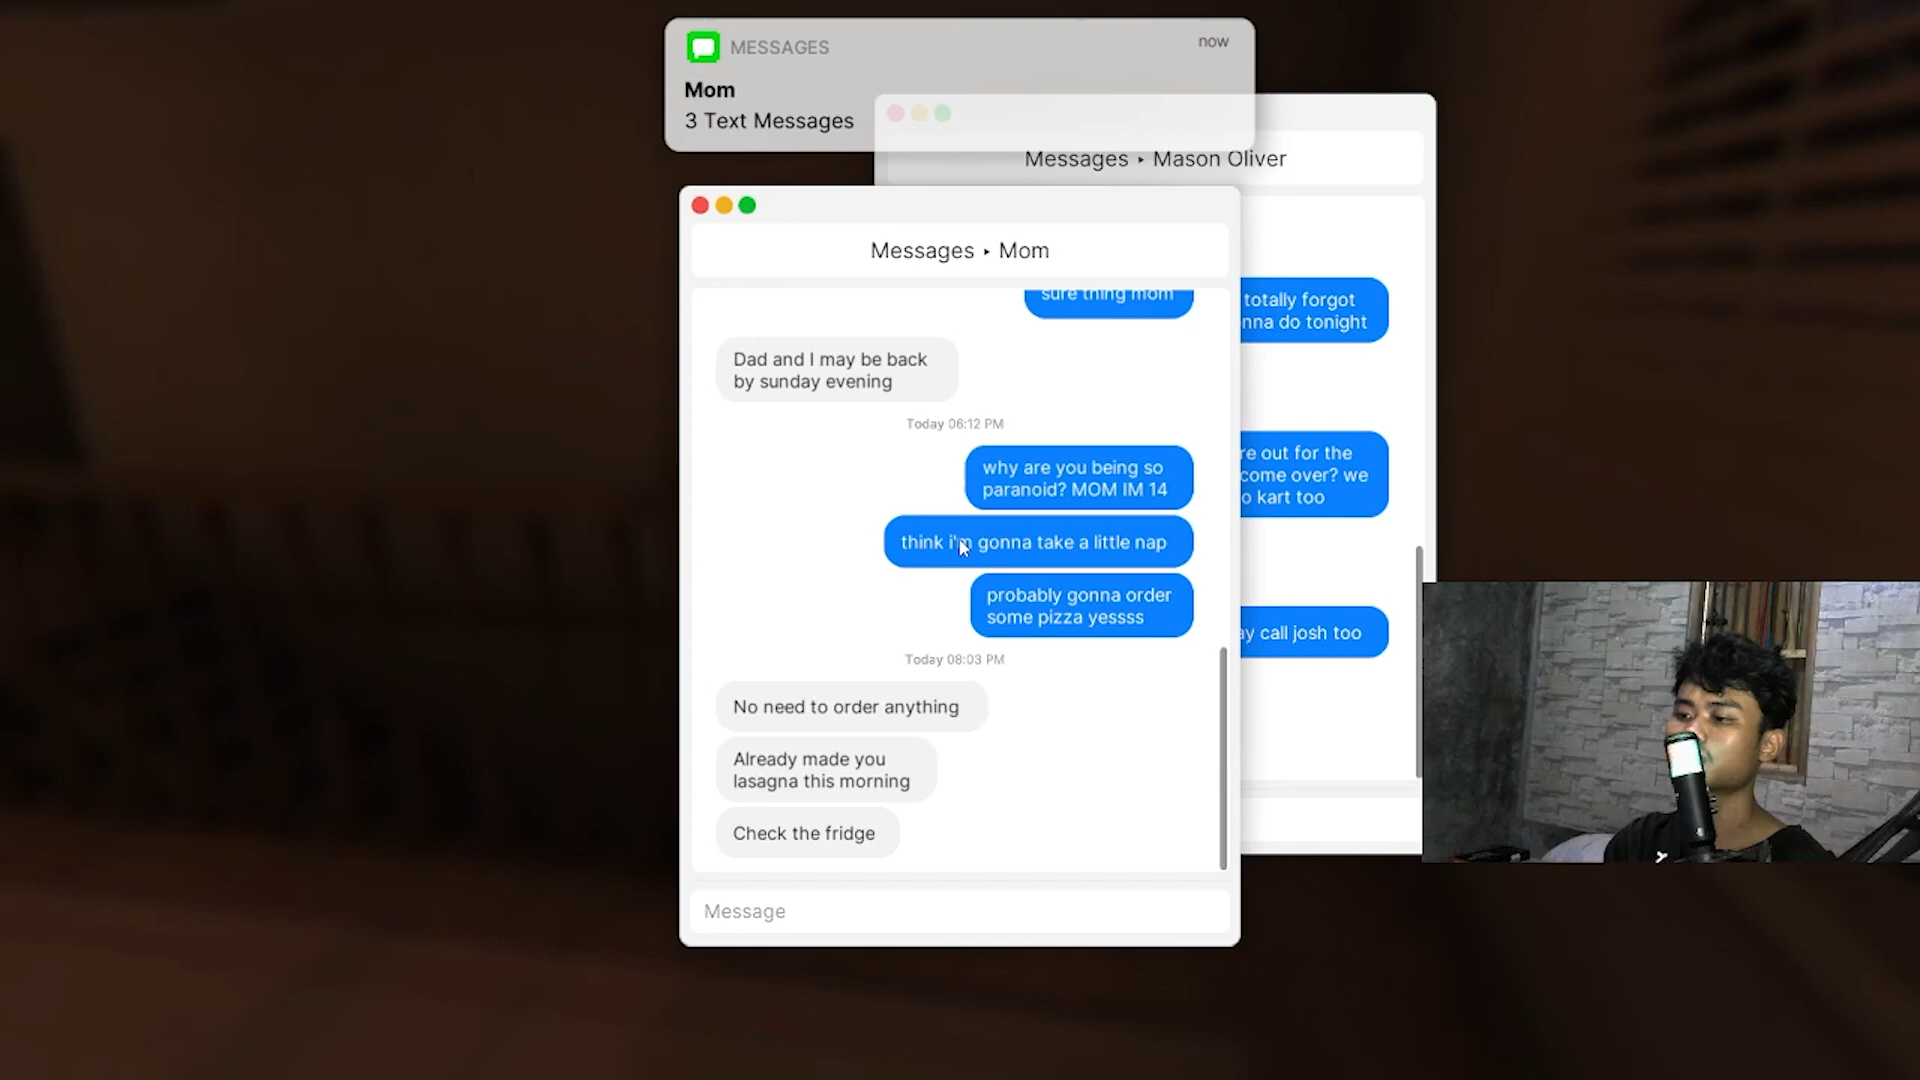 MESSAGES
now
Mom
3 Text Messages
Messages ‣ Mason Oliver
Messages ‣ Mom
sure thing mom
Dad and I may be back
by sunday evening
Today 06:12 PM
why are you being so
paranoid? MOM IM 14
think i'm gonna take a little nap
probably gonna order
some pizza yessss
Today 08:03 PM
No need to order anything
Already made you
lasagna this morning
Check the fridge
Message
totally forgot
nna do tonight
re out for the
come over? we
o kart too
ay call josh too